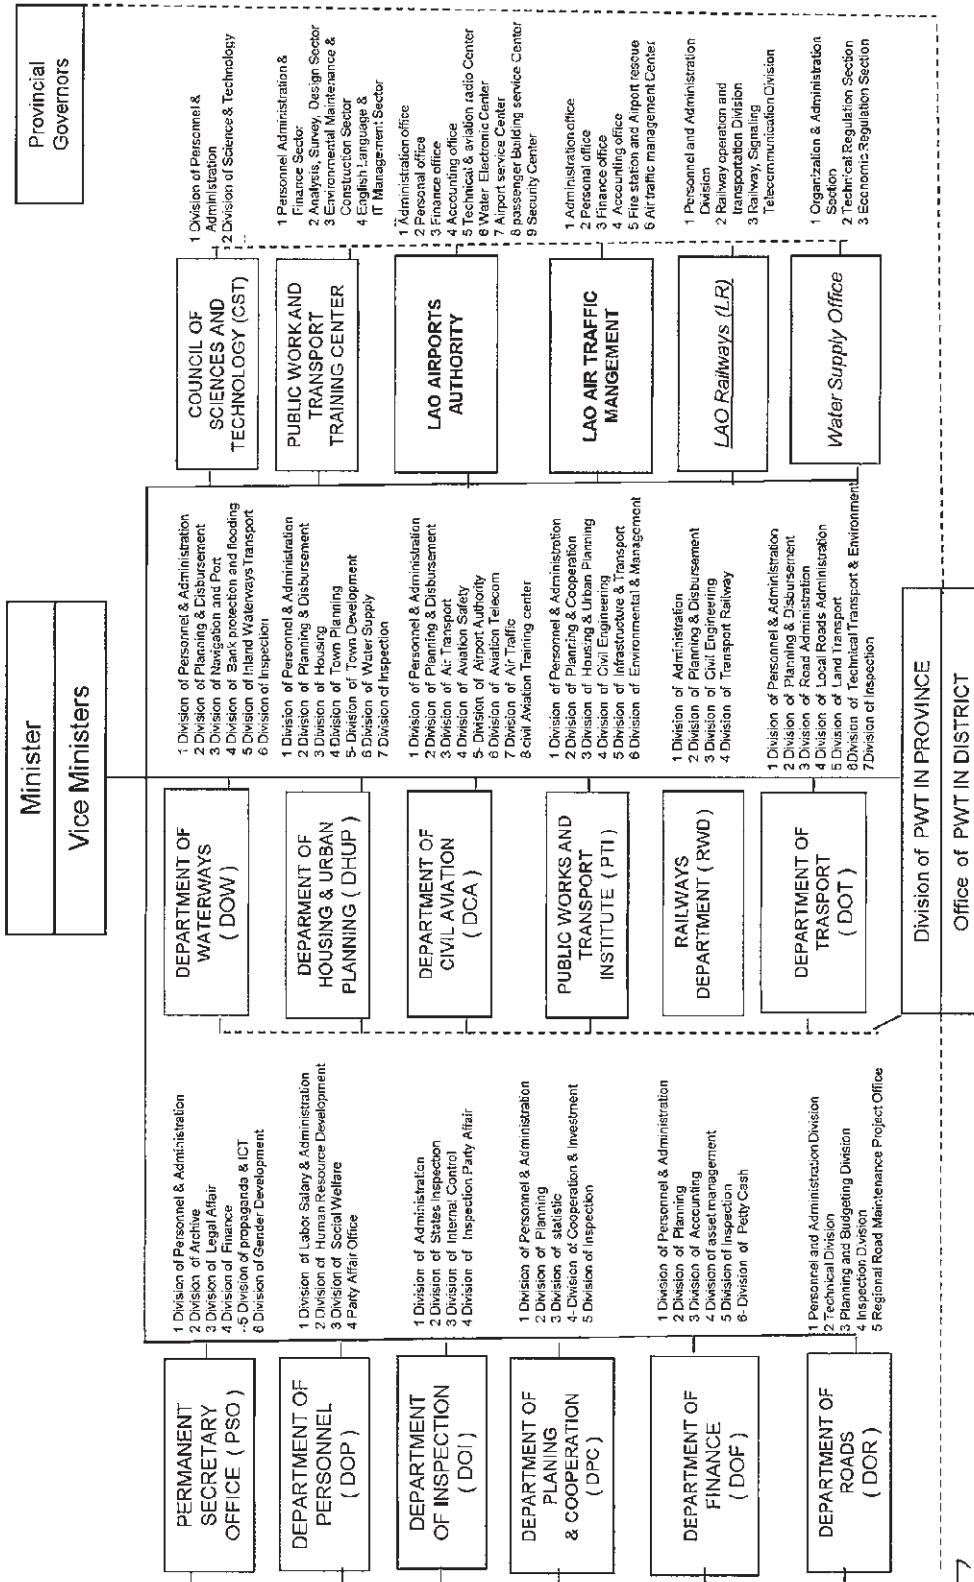 Minister
Vice Ministers
Provincial
Governors
PERMANENT
SECRETARY
OFFICE ( PSO )
1 Division of Personnel & Administration
2 Division of Archive
3 Division of Legal Affair
4 Division of Finance
--5 Division of propaganda & ICT
6 Division of Gender Development
DEPARTMENT OF
PERSONNEL
( DOP )
1 Division of Labor Salary & Administration
2 Division of Human Resource Development
3 Division of Social Welfare
4 Party Affair Office
DEPARTMENT
OF INSPECTION
( DOI )
1 Division of Administration
2 Division of States Inspection
3 Division of Internal Control
4 Division of Inspection Party Affair
DEPARTMENT OF
PLANNING
& COOPERATION
( DPC )
1 Division of Personnel & Administration
2 Division of Planning
3 Division of statistic
4- Division of Cooperation & Investment
5 Division of Inspection
DEPARTMENT OF
FINANCE
( DOF )
1 Division of Personnel & Administration
2 Division of Planning
3 Division of Accounting
4 Division of asset management
5 Division of Inspection
6- Division of Petty Cash
DEPARTMENT OF
ROADS
( DOR )
1 Personnel and Administration Division
2 Technical Division
3 Planning and Budgeting Division
4 Inspection Division
5 Regional Road Maintenance Project Office
DEPARTMENT OF
WATERWAYS
( DOW )
1 Division of Personnel & Administration
2 Division of Planning & Disbursement
3 Division of Navigation and Port
4 Division of Bank protection and flooding
5 Division of Inland Waterways Transport
6 Division of Inspection
DEPARMENT OF
HOUSING & URBAN
PLANNING ( DHUP )
1 Division of Personnel & Administration
2 Division of Planning & Disbursement
3 Division of Housing
4 Division of Town Planning
5- Division of Town Development
6 Division of Water Supply
7 Division of Inspection
DEPARTMENT OF
CIVIL AVIATION
( DCA )
1 Division of Personnel & Administration
2 Division of Planning & Disbursement
3 Division of Air Transport
4 Division of Aviation Safety
5- Division of Airport Authority
6 Division of Aviation Telecom
7 Division of Air Traffic
8 civil Aviation Training center
PUBLIC WORKS AND
TRANSPORT
INSTITUTE ( PTI )
1 Division of Personnel & Administration
2 Division of Planning & Cooperation
3 Division of Housing & Urban Planning
4 Division of Civil Engineering
5 Division of Infrastructure & Transport
6 Division of Environmental & Management
RAILWAYS
DEPARTMENT ( RWD )
1 Division of Administration
2 Division of Planning & Disbursement
3 Division of Civil Engineering
4 Division of Transport Railway
DEPARTMENT OF
TRASPORT
( DOT )
1 Division of Personnel & Administration
2 Division of Planning & Disbursement
3 Division of Road Administration
4 Division of Local Roads Administration
5 Division of Land Transport
6Division of Technical Transport & Environment
7Division of Inspection
COUNCIL OF
SCIENCES AND
TECHNOLOGY (CST)
1 Division of Personnel &
Administration
2 Division of Science & Technology
PUBLIC WORK AND
TRANSPORT
TRAINING CENTER
1 Personnel Administration &
Finance Sector
2 Analysis, Survey, Design Sector
3 Environmental Maintenance &
Construction Sector
4 English Language &
IT Management Sector
LAO AIRPORTS
AUTHORITY
1 Administration office
2 Personal office
3 Finance office
4 Accounting office
5 Technical & aviation radio Center
6 Water Electronic Center
7 Airport service Center
8 passenger Building service Center
9 Security Center
LAO AIR TRAFFIC
MANGEMENT
1 Administration office
2 Personal office
3 Finance office
4 Accounting office
5 Fire station and Airport rescue
6 Air traffic management Center
LAO Railways (LR)
1 Personnel and Administration
Division
2 Railway operation and
transportation Division
3 Railway, Signaling
Telecommunication Division
Water Supply Office
1 Organization & Administration
Section
2 Technical Regulation Section
3 Economic Regulation Section
Division of PWT IN PROVINCE
Office of PWT IN DISTRICT
7